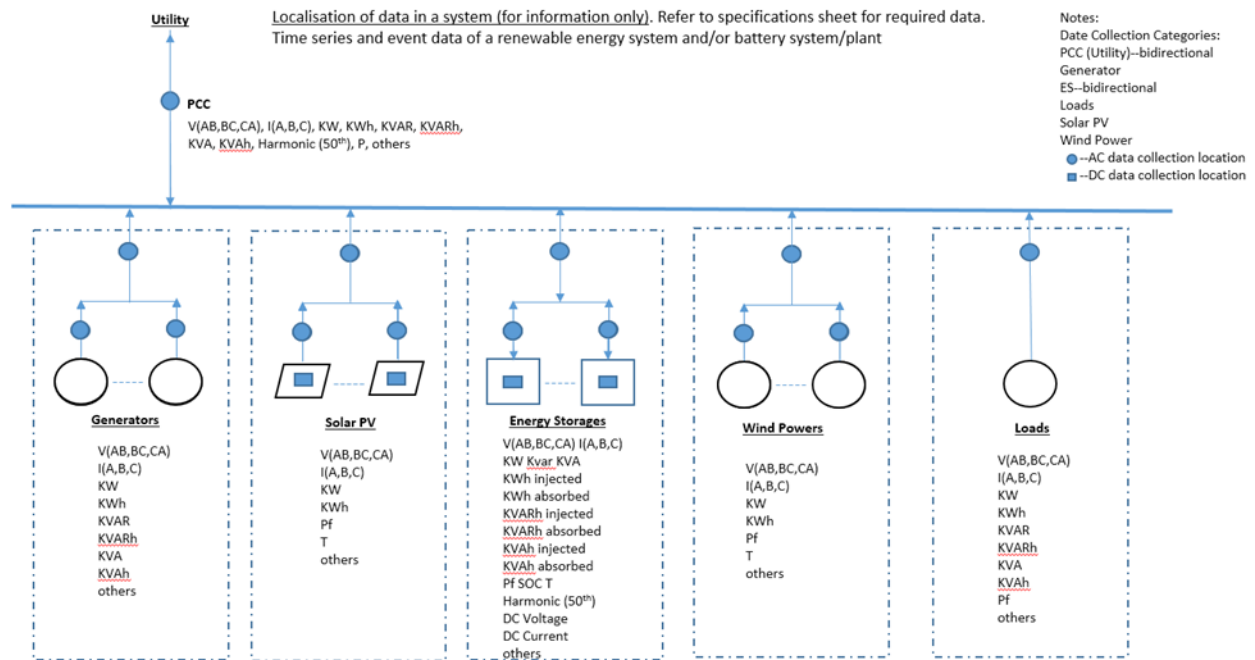 Utility
Localisation of data in a system (for information only). Refer to specifications sheet for required data.
Time series and event data of a renewable energy system and/or battery system/plant
Notes:
Date Collection Categories:
PCC (Utility)--bidirectional
Generator
ES--bidirectional
Loads
Solar PV
Wind Power
--AC data collection location
--DC data collection location
PCC
V(AB,BC,CA), I(A,B,C), KW, KWh, KVAR, KVARh,
KVA, KVAh, Harmonic (50th), P, others
Generators
V(AB,BC,CA)
I(A,B,C)
KW
KWh
KVAR
KVARh
KVA
KVAh
others
Solar PV
V(AB,BC,CA)
I(A,B,C)
KW
KWh
Pf
T
others
Energy Storages
V(AB,BC,CA) I(A,B,C)
KW Kvar KVA
KWh injected
KWh absorbed
KVARh injected
KVARh absorbed
KVAh injected
KVAh absorbed
Pf SOC T
Harmonic (50th)
DC Voltage
DC Current
others
Wind Powers
V(AB,BC,CA)
I(A,B,C)
KW
KWh
Pf
T
others
Loads
V(AB,BC,CA)
I(A,B,C)
KW
KWh
KVAR
KVARh
KVA
KVAh
Pf
others